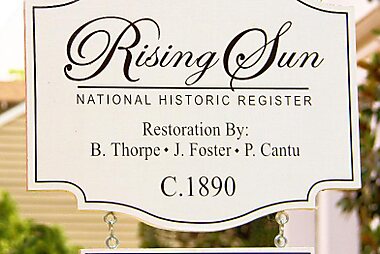 Rising Sun
NATIONAL HISTORIC REGISTER
Restoration By:
B. Thorpe • J. Foster • P. Cantu
C.1890